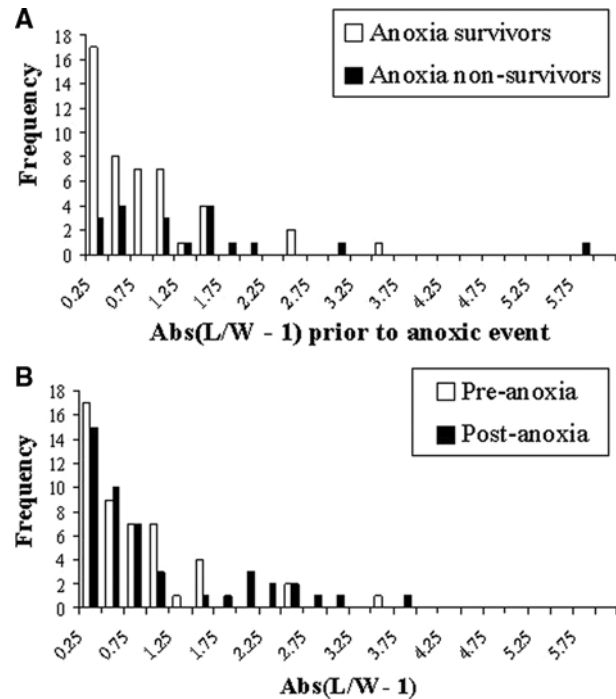 A
Frequency
18
16
14
12
10
8
6
4
2
0
Anoxia survivors
Anoxia non-survivors
0.25 0.75 1.25 1.75 2.25 2.75 3.25 3.75 4.25 4.75 5.25 5.75
Abs(L/W - 1) prior to anoxic event
B
Frequency
18
16
14
12
10
8
6
4
2
0
Pre-anoxia
Post-anoxia
0.25 0.75 1.25 1.75 2.25 2.75 3.25 3.75 4.25 4.75 5.25 5.75
Abs(L/W - 1)